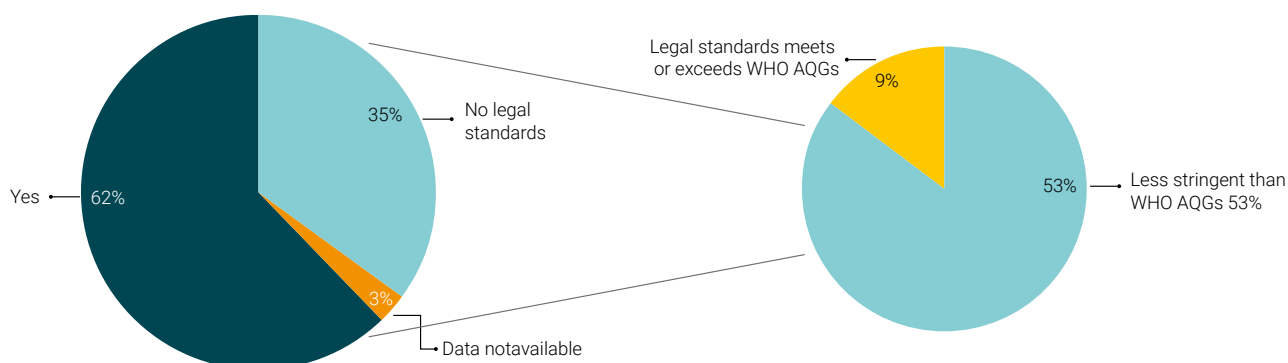 Yes
62%
35%
No legal
standards
3%
Data notavailable
Legal standards meets
or exceeds WHO AQGs
9%
53%
Less stringent than
WHO AQGs 53%